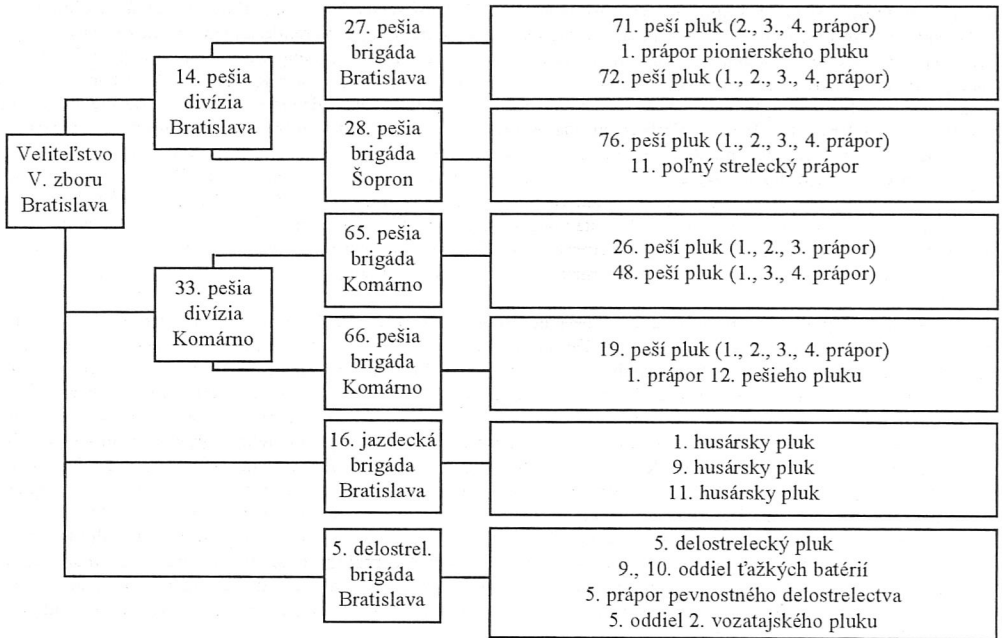 Veliteľstvo
V. zboru
Bratislava
14. pešia
divízia
Bratislava
27. pešia
brigáda
Bratislava
71. peší pluk (2., 3., 4. prápor)
1. prápor pionierskeho pluku
72. peší pluk (1., 2., 3., 4. prápor)
28. pešia
brigáda
Šopron
76. peší pluk (1., 2., 3., 4. prápor)
11. poľný strelecký prápor
33. pešia
divízia
Komárno
65. pešia
brigáda
Komárno
26. peší pluk (1., 2., 3. prápor)
48. peší pluk (1., 3., 4. prápor)
66. pešia
brigáda
Komárno
19. peší pluk (1., 2., 3., 4. prápor)
1. prápor 12. pešieho pluku
16. jazdecká
brigáda
Bratislava
1. husársky pluk
9. husársky pluk
11. husársky pluk
5. delostrel.
brigáda
Bratislava
5. delostrelecký pluk
9., 10. oddiel ťažkých batérií
5. prápor pevnostného delostrelectva
5. oddiel 2. vozatajského pluku